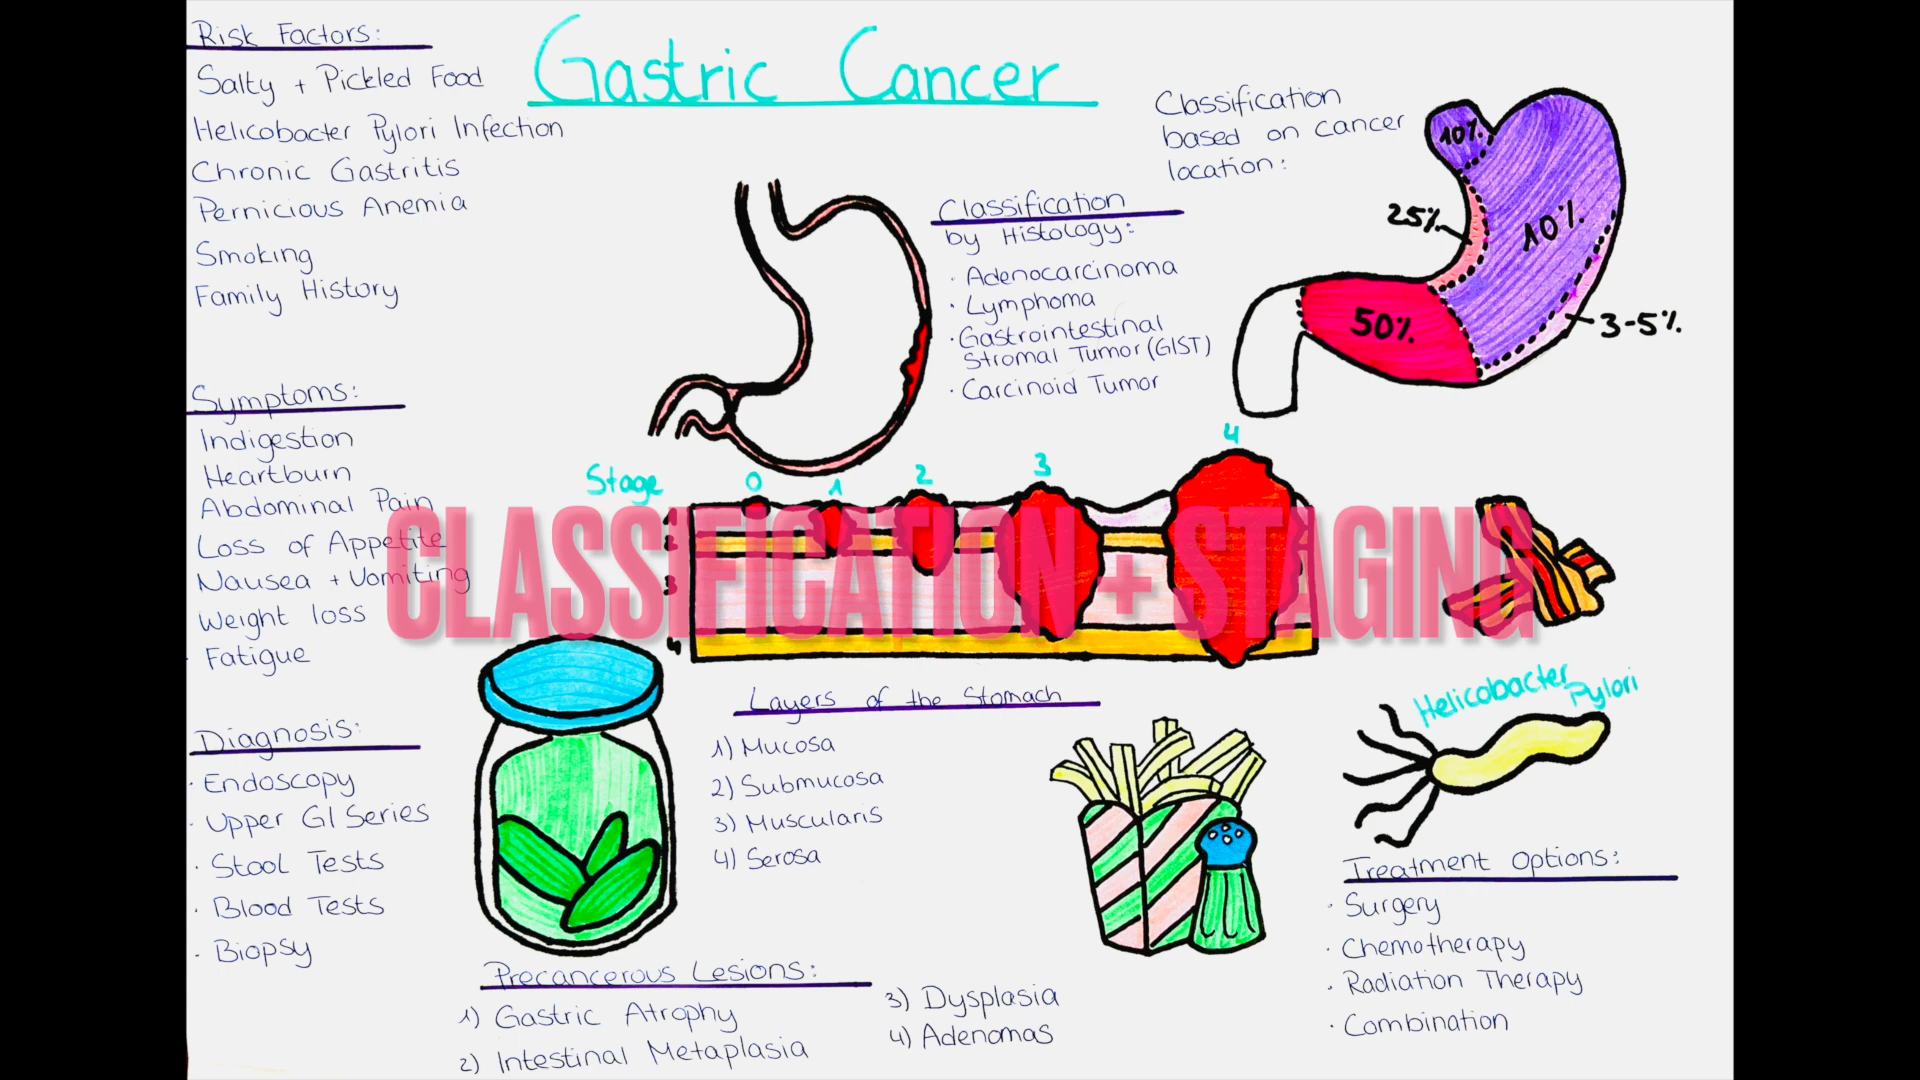 Gastric Cancer
Risk Factors:
Salty + Pickled Food
Helicobacter Pylori Infection
Chronic Gastritis
Pernicious Anemia
Smoking
Family History
Symptoms:
Indigestion
Heartburn
Abdominal Pain
Loss of Appetite
Nausea + Vomiting
Weight loss
Fatigue
Diagnosis:
· Endoscopy
· Upper GI Series
· Stool Tests
· Blood Tests
· Biopsy
Classification
by Histology:
· Adenocarcinoma
· Lymphoma
· Gastrointestinal
Stromal Tumor (GIST)
· Carcinoid Tumor
Classification
based on cancer
location:
10%
25%
10%
50%
3-5%
Stage 0 1 2 3 4
1
2
3
4
CLASSIFICATION + STAGING
Layers of the Stomach
1) Mucosa
2) Submucosa
3) Muscularis
4) Serosa
Helicobacter
Pylori
Precancerous Lesions:
1) Gastric Atrophy
2) Intestinal Metaplasia
3) Dysplasia
4) Adenomas
Treatment Options:
· Surgery
· Chemotherapy
· Radiation Therapy
· Combination